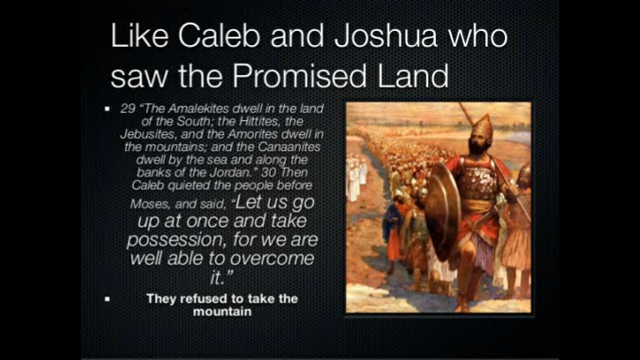 Like Caleb and Joshua who
saw the Promised Land
29 “The Amalekites dwell in the land
of the South; the Hittites, the
Jebusites, and the Amorites dwell in
the mountains; and the Canaanites
dwell by the sea and along the
banks of the Jordan.” 30 Then
Caleb quieted the people before
Moses, and said, “Let us go
up at once and take
possession, for we are
well able to overcome
it.”
They refused to take the
mountain